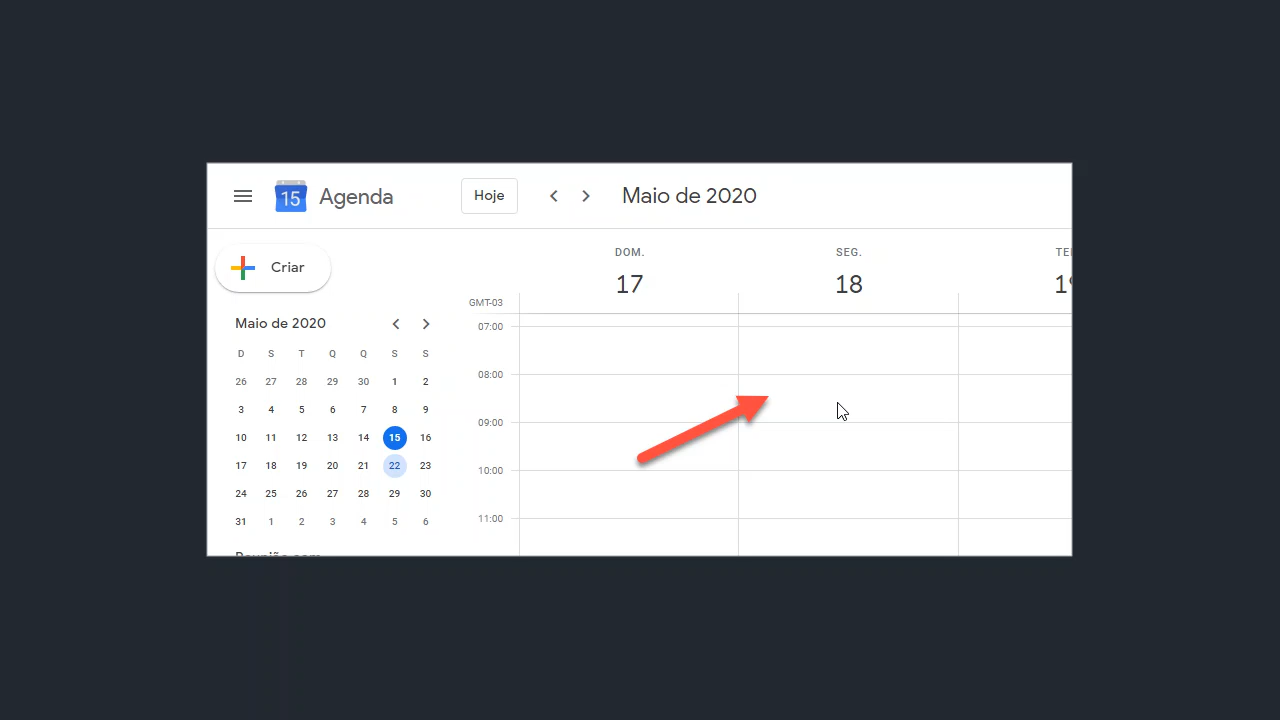 15 Agenda Hoje Maio de 2020
Criar
DOM. SEG.
17 18
GMT-03
Maio de 2020
07:00
D S T Q Q S S
08:00
26 27 28 29 30 1 2
3 4 5 6 7 8 9
09:00
10 11 12 13 14 15 16
17 18 19 20 21 22 23
10:00
24 25 26 27 28 29 30
31 1 2 3 4 5 6
11:00